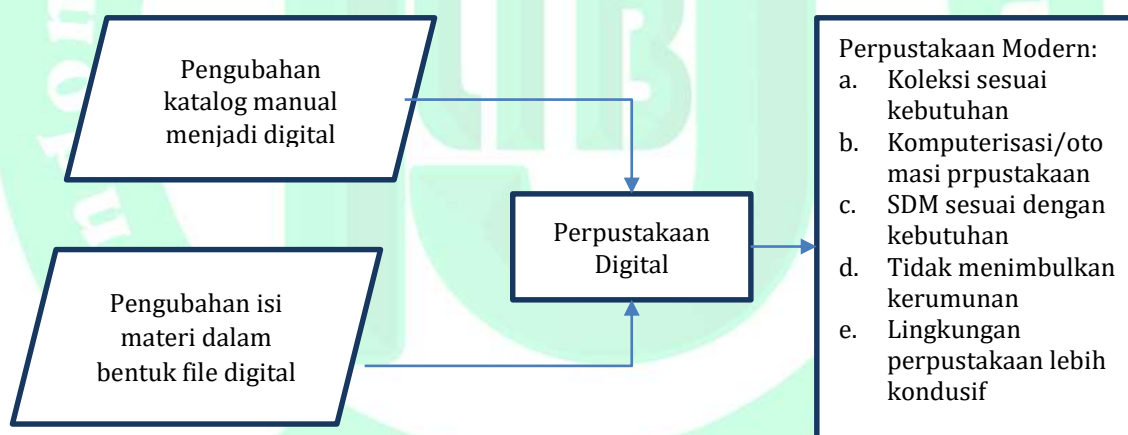 Pengubahan
katalog manual
menjadi digital
Pengubahan isi
materi dalam
bentuk file digital
Perpustakaan
Digital
Perpustakaan Modern:
a. Koleksi sesuai
kebutuhan
b. Komputerisasi/oto
masi prpustakaan
c. SDM sesuai dengan
kebutuhan
d. Tidak menimbulkan
kerumunan
e. Lingkungan
perpustakaan lebih
kondusif